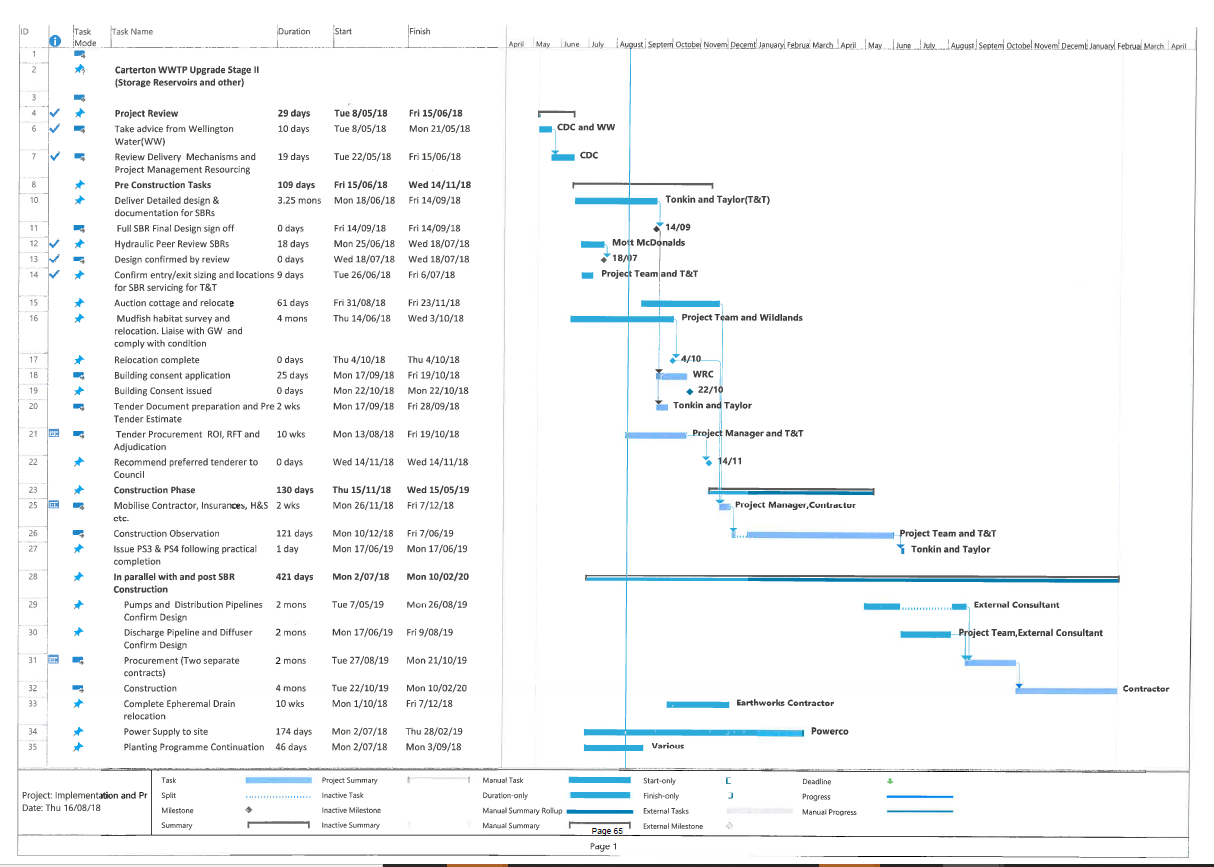 ID Task Mode Task Name Duration Start Finish
April May June July August Septem Octobe Novem Decemt January Februa March April May June July August Septem Octobe Novem Decemt January Februa March April
1
2 Carterton WWTP Upgrade Stage II
(Storage Reservoirs and other)
3
4 Project Review 29 days Tue 8/05/18 Fri 15/06/18
6 Take advice from Wellington 10 days Tue 8/05/18 Mon 21/05/18 CDC and WW
Water(WW)
7 Review Delivery Mechanisms and 19 days Tue 22/05/18 Fri 15/06/18 CDC
Project Management Resourcing
8 Pre Construction Tasks 109 days Fri 15/06/18 Wed 14/11/18
10 Deliver Detailed design & 3.25 mons Mon 18/06/18 Fri 14/09/18 Tonkin and Taylor(T&T)
documentation for SBRs
11 Full SBR Final Design sign off 0 days Fri 14/09/18 Fri 14/09/18 14/09
12 Hydraulic Peer Review SBRs 18 days Mon 25/06/18 Wed 18/07/18 Mott McDonalds
13 Design confirmed by review 0 days Wed 18/07/18 Wed 18/07/18 18/07
14 Confirm entry/exit sizing and locations 9 days Tue 26/06/18 Fri 6/07/18 Project Team and T&T
for SBR servicing for T&T
15 Auction cottage and relocate 61 days Fri 31/08/18 Fri 23/11/18
16 Mudfish habitat survey and 4 mons Thu 14/06/18 Wed 3/10/18 Project Team and Wildlands
relocation. Liaise with GW and
comply with condition
17 Relocation complete 0 days Thu 4/10/18 Thu 4/10/18 4/10
18 Building consent application 25 days Mon 17/09/18 Fri 19/10/18 WRC
19 Building Consent issued 0 days Mon 22/10/18 Mon 22/10/18 22/10
20 Tender Document preparation and Pre 2 wks Mon 17/09/18 Fri 28/09/18 Tonkin and Taylor
Tender Estimate
21 Tender Procurement ROI, RFT and 10 wks Mon 13/08/18 Fri 19/10/18 Project Manager and T&T
Adjudication
22 Recommend preferred tenderer to 0 days Wed 14/11/18 Wed 14/11/18 14/11
Council
23 Construction Phase 130 days Thu 15/11/18 Wed 15/05/19
25 Mobilise Contractor, Insurances, H&S 2 wks Mon 26/11/18 Fri 7/12/18 Project Manager,Contractor
etc.
26 Construction Observation 121 days Mon 10/12/18 Fri 7/06/19 Project Team and T&T
27 Issue PS3 & PS4 following practical 1 day Mon 17/06/19 Mon 17/06/19 Tonkin and Taylor
completion
28 In parallel with and post SBR 421 days Mon 2/07/18 Mon 10/02/20
Construction
29 Pumps and Distribution Pipelines 2 mons Tue 7/05/19 Mon 26/08/19 External Consultant
Confirm Design
30 Discharge Pipeline and Diffuser 2 mons Mon 17/06/19 Fri 9/08/19 Project Team,External Consultant
Confirm Design
31 Procurement (Two separate 2 mons Tue 27/08/19 Mon 21/10/19
contracts)
32 Construction 4 mons Tue 22/10/19 Mon 10/02/20 Contractor
33 Complete Epheremal Drain 10 wks Mon 1/10/18 Fri 7/12/18 Earthworks Contractor
relocation
34 Power Supply to site 174 days Mon 2/07/18 Thu 28/02/19 Powerco
35 Planting Programme Continuation 46 days Mon 2/07/18 Mon 3/09/18 Various
Task Project Summary Manual Task Start-only Deadline
Project: Implementation and Pr Split Inactive Task Duration-only Finish-only Progress
Date: Thu 16/08/18 Milestone Inactive Milestone Manual Summary Rollup External Tasks Manual Progress
Summary Inactive Summary Manual Summary External Milestone
Page 65
Page 1